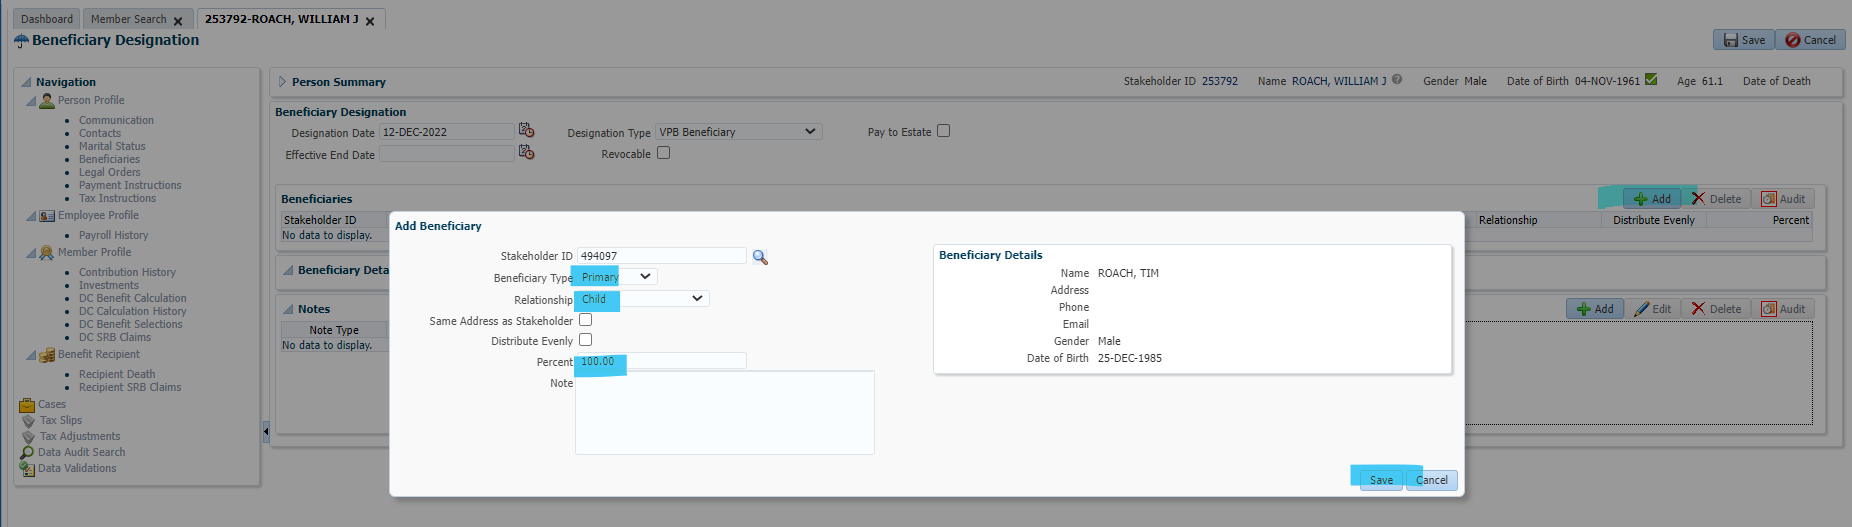 Dashboard Member Search 253792-ROACH, WILLIAM J
Beneficiary Designation
Save Cancel
Navigation
Person Profile
Communication
Contacts
Marital Status
Beneficiaries
Legal Orders
Payment Instructions
Tax Instructions
Employee Profile
Payroll History
Member Profile
Contribution History
Investments
DC Benefit Calculation
DC Calculation History
DC Benefit Selections
DC SRB Claims
Benefit Recipient
Recipient Death
Recipient SRB Claims
Cases
Tax Slips
Tax Adjustments
Data Audit Search
Data Validations
Person Summary Stakeholder ID 253792 Name ROACH, WILLIAM J Gender Male Date of Birth 04-NOV-1961 Age 61.1 Date of Death
Beneficiary Designation
Designation Date 12-DEC-2022 Designation Type VPB Beneficiary Pay to Estate
Effective End Date Revocable
Beneficiaries Add Delete Audit
Stakeholder ID Relationship Distribute Evenly Percent
No data to display.
Beneficiary Deta
Notes Add Edit Delete Audit
Note Type
No data to display.
Add Beneficiary
Stakeholder ID 494097
Beneficiary Type Primary
Relationship Child
Same Address as Stakeholder
Distribute Evenly
Percent 100.00
Note
Beneficiary Details
Name ROACH, TIM
Address
Phone
Email
Gender Male
Date of Birth 25-DEC-1985
Save Cancel